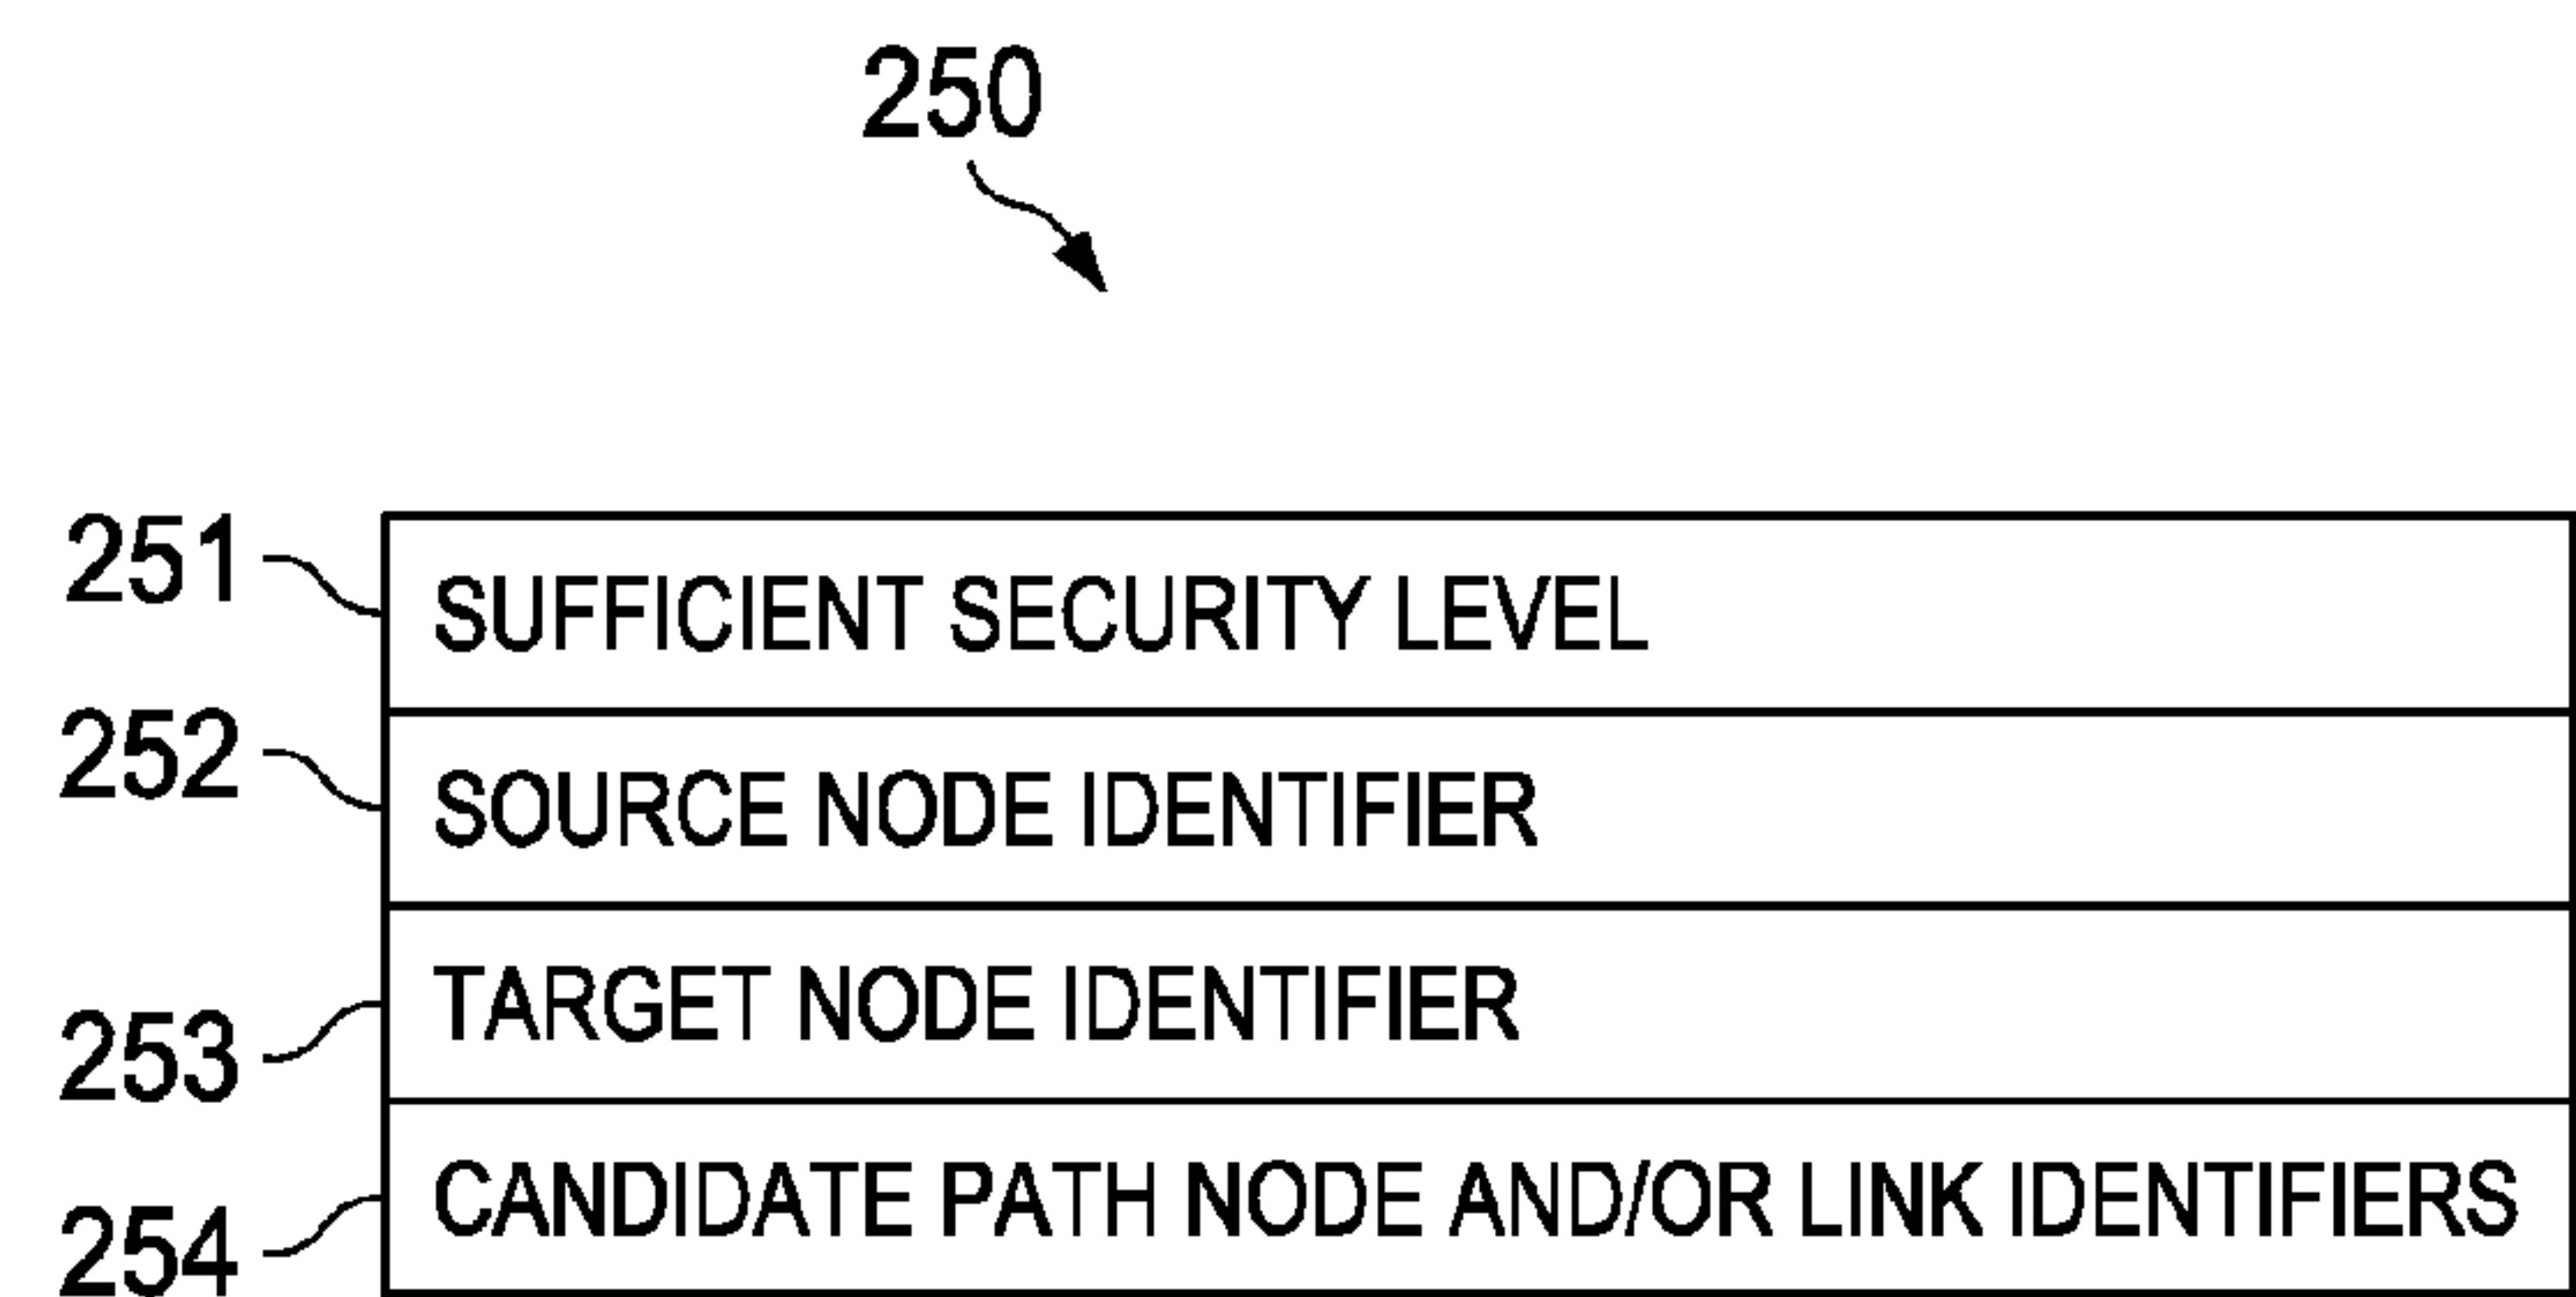 250
251 SUFFICIENT SECURITY LEVEL
252 SOURCE NODE IDENTIFIER
253 TARGET NODE IDENTIFIER
254 CANDIDATE PATH NODE AND/OR LINK IDENTIFIERS